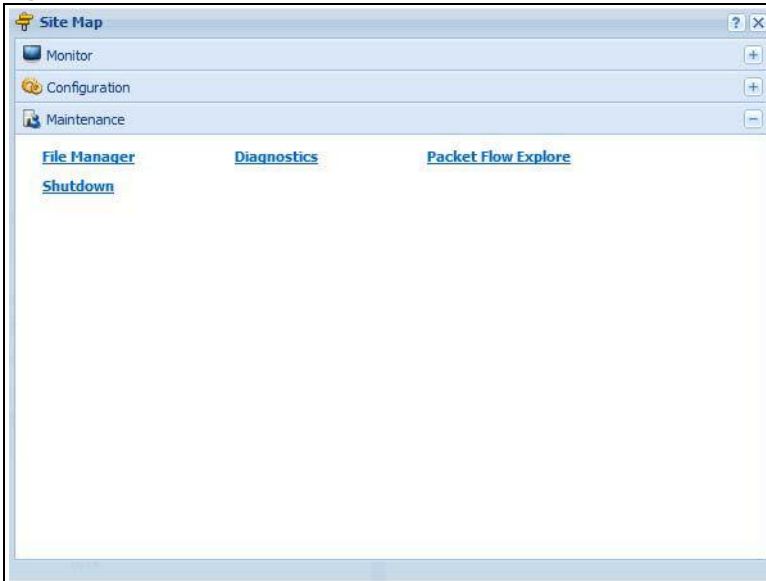 Site Map
Monitor
Configuration
Maintenance
File Manager Diagnostics Packet Flow Explore
Shutdown